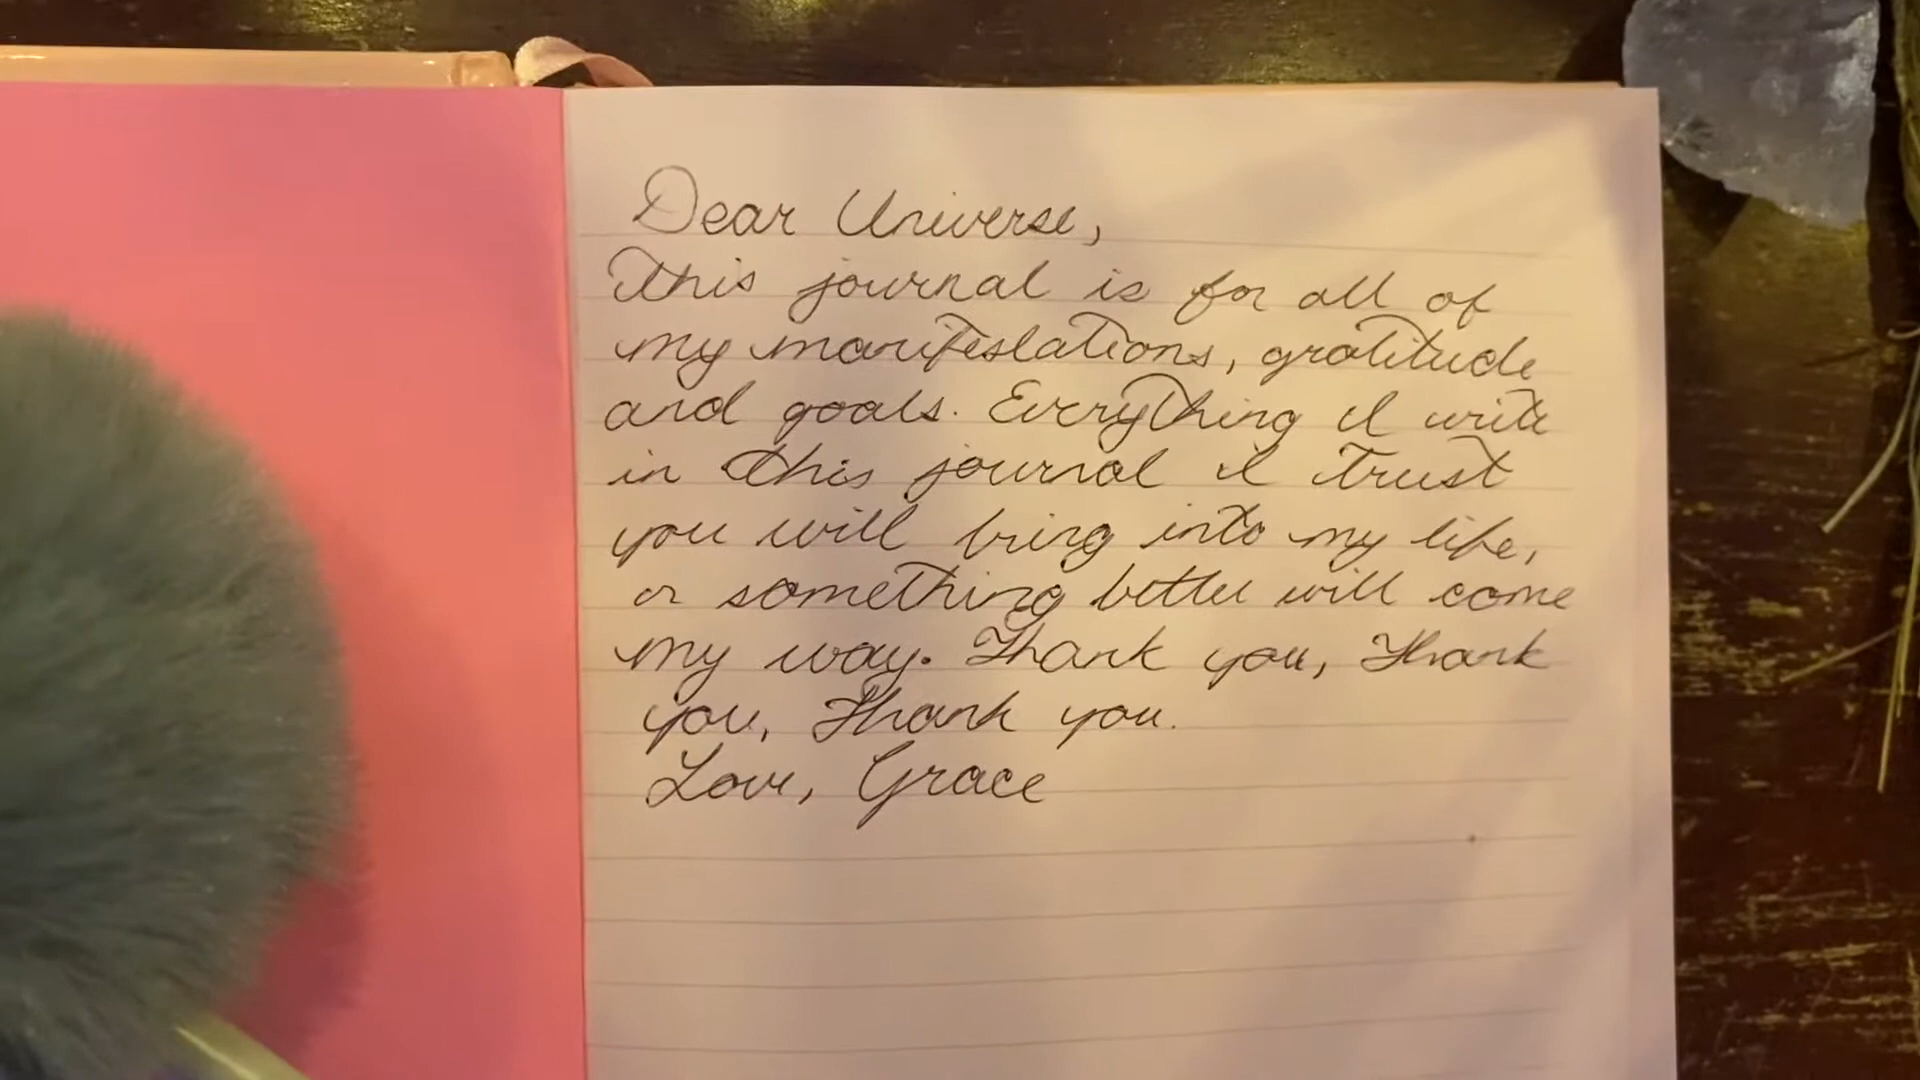 Dear Universe,
This journal is for all of
my manifestations, gratitude
and goals. Everything I write
in this journal I trust
you will bring into my life,
or something better will come
my way. Thank you, Thank
you, Thank you.
Love, Grace